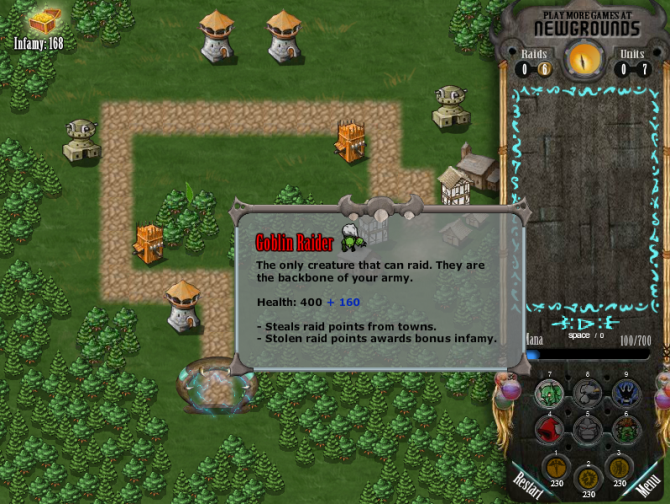 PLAY MORE GAMES AT
NEWGROUNDS
Infamy: 168
Raids
Units
0 6
0 7
Goblin Raider
The only creature that can raid. They are
the backbone of your army.
Health: 400 + 160
- Steals raid points from towns.
- Stolen raid points awards bonus infamy.
space / 0
Mana
100/700
7 8 9
4 5 6
1 2 3
230 230 230
Restart
Menu